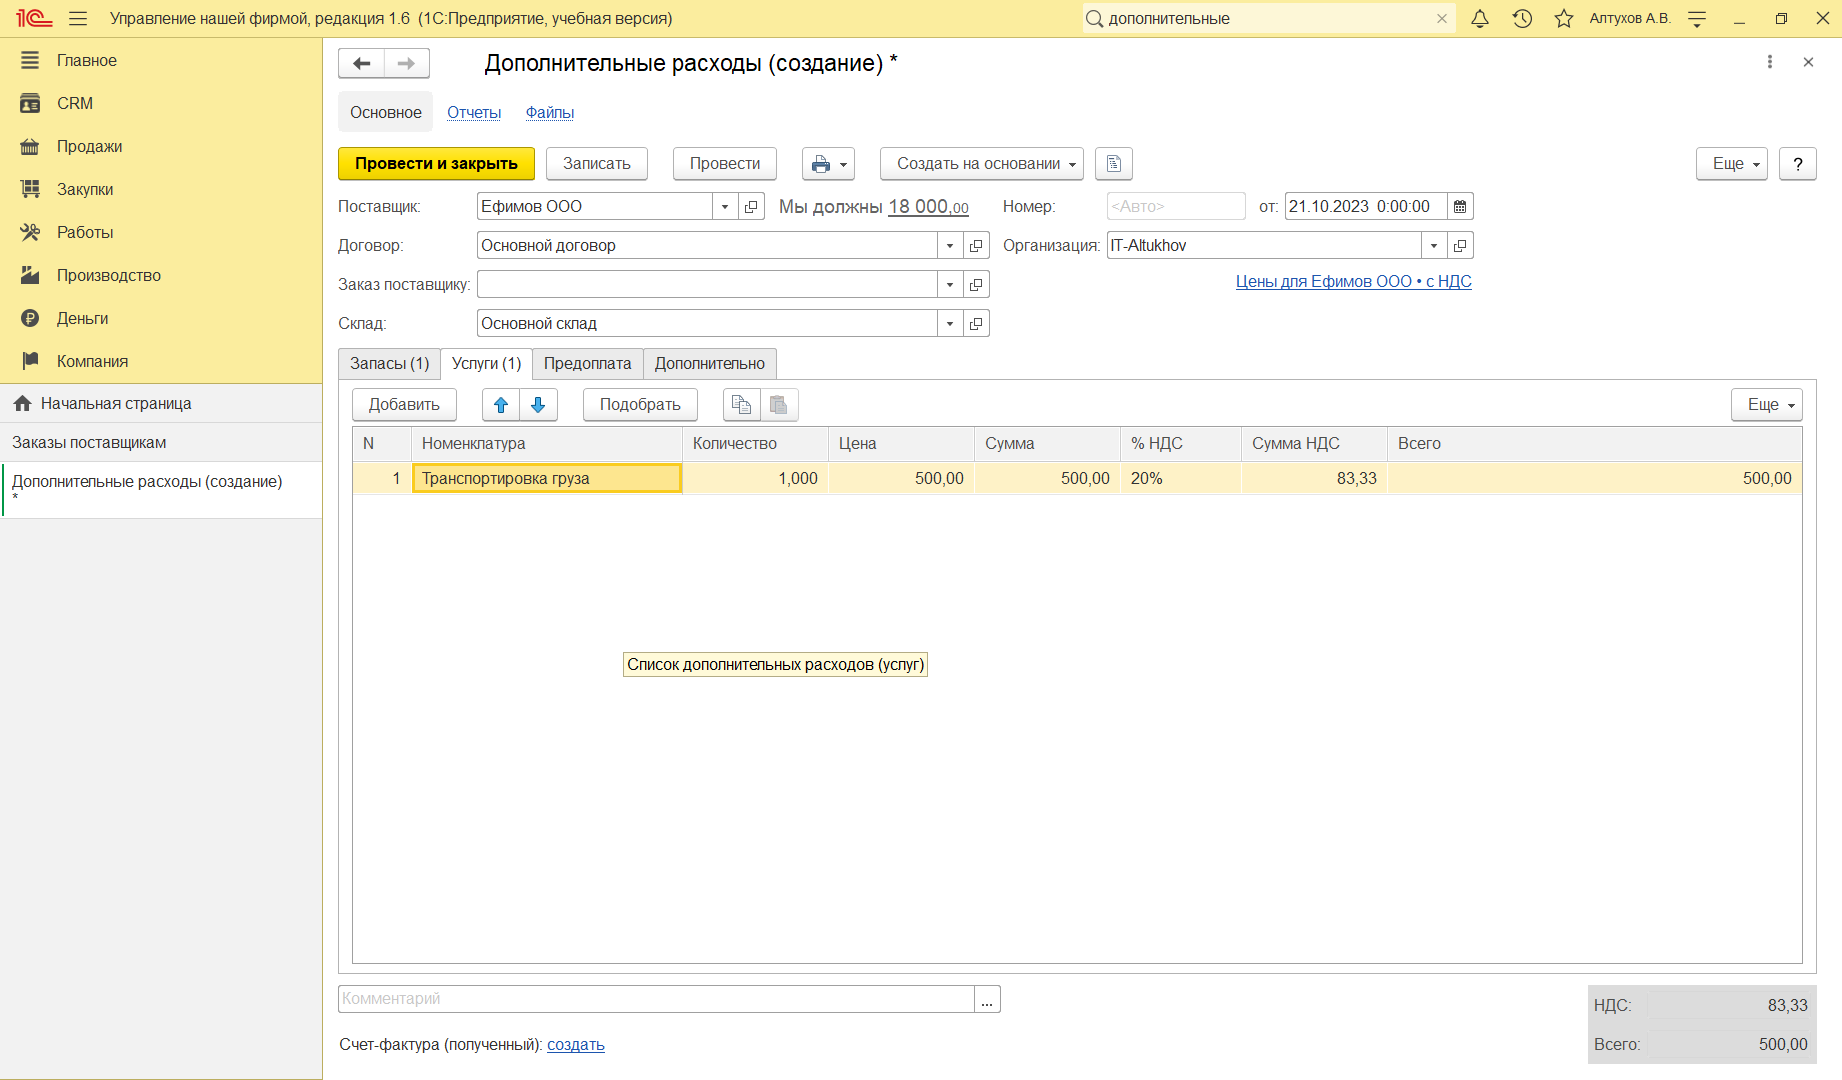 1С Управление нашей фирмой, редакция 1.6 (1С:Предприятие, учебная версия) дополнительные Алтухов А.В.
Главное
CRM
Продажи
Закупки
Работы
Производство
Деньги
Компания
Начальная страница
Заказы поставщикам
Дополнительные расходы (создание)
*
Дополнительные расходы (создание) *
Основное Отчеты Файлы
Провести и закрыть Записать Провести Создать на основании Еще ?
Поставщик: Ефимов ООО Мы должны 18 000,00 Номер: <Авто> от: 21.10.2023 0:00:00
Договор: Основной договор Организация: IT-Altukhov
Заказ поставщику: Цены для Ефимов ООО • с НДС
Склад: Основной склад
Запасы (1) Услуги (1) Предоплата Дополнительно
Добавить Подобрать Еще
N Номенклатура Количество Цена Сумма % НДС Сумма НДС Всего
1 Транспортировка груза 1,000 500,00 500,00 20% 83,33 500,00
Список дополнительных расходов (услуг)
Комментарий ... НДС: 83,33
Счет-фактура (полученный): создать Всего: 500,00